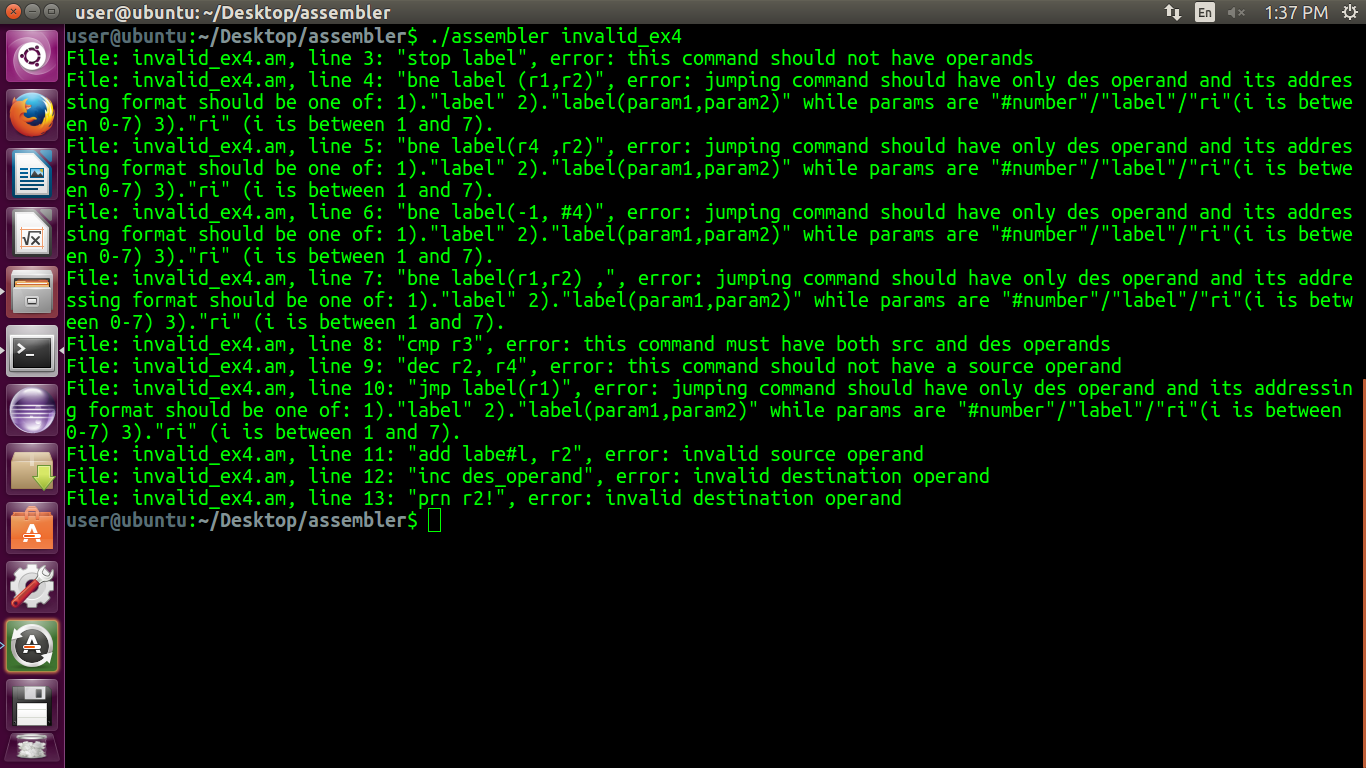 user@ubuntu: ~/Desktop/assembler
En
1:37 PM
user@ubuntu:~/Desktop/assembler$ ./assembler invalid_ex4
File: invalid_ex4.am, line 3: "stop label", error: this command should not have operands
File: invalid_ex4.am, line 4: "bne label (r1,r2)", error: jumping command should have only des operand and its addres
sing format should be one of: 1)."label" 2)."label(param1,param2)" while params are "#number"/"label"/"ri"(i is betwe
en 0-7) 3)."ri" (i is between 1 and 7).
File: invalid_ex4.am, line 5: "bne label(r4 ,r2)", error: jumping command should have only des operand and its addres
sing format should be one of: 1)."label" 2)."label(param1,param2)" while params are "#number"/"label"/"ri"(i is betwe
en 0-7) 3)."ri" (i is between 1 and 7).
File: invalid_ex4.am, line 6: "bne label(-1, #4)", error: jumping command should have only des operand and its addres
sing format should be one of: 1)."label" 2)."label(param1,param2)" while params are "#number"/"label"/"ri"(i is betwe
en 0-7) 3)."ri" (i is between 1 and 7).
File: invalid_ex4.am, line 7: "bne label(r1,r2) ,", error: jumping command should have only des operand and its addre
ssing format should be one of: 1)."label" 2)."label(param1,param2)" while params are "#number"/"label"/"ri"(i is betw
een 0-7) 3)."ri" (i is between 1 and 7).
File: invalid_ex4.am, line 8: "cmp r3", error: this command must have both src and des operands
File: invalid_ex4.am, line 9: "dec r2, r4", error: this command should not have a source operand
File: invalid_ex4.am, line 10: "jmp label(r1)", error: jumping command should have only des operand and its addressin
g format should be one of: 1)."label" 2)."label(param1,param2)" while params are "#number"/"label"/"ri"(i is between
0-7) 3)."ri" (i is between 1 and 7).
File: invalid_ex4.am, line 11: "add labe#l, r2", error: invalid source operand
File: invalid_ex4.am, line 12: "inc des_operand", error: invalid destination operand
File: invalid_ex4.am, line 13: "prn r2!", error: invalid destination operand
user@ubuntu:~/Desktop/assembler$